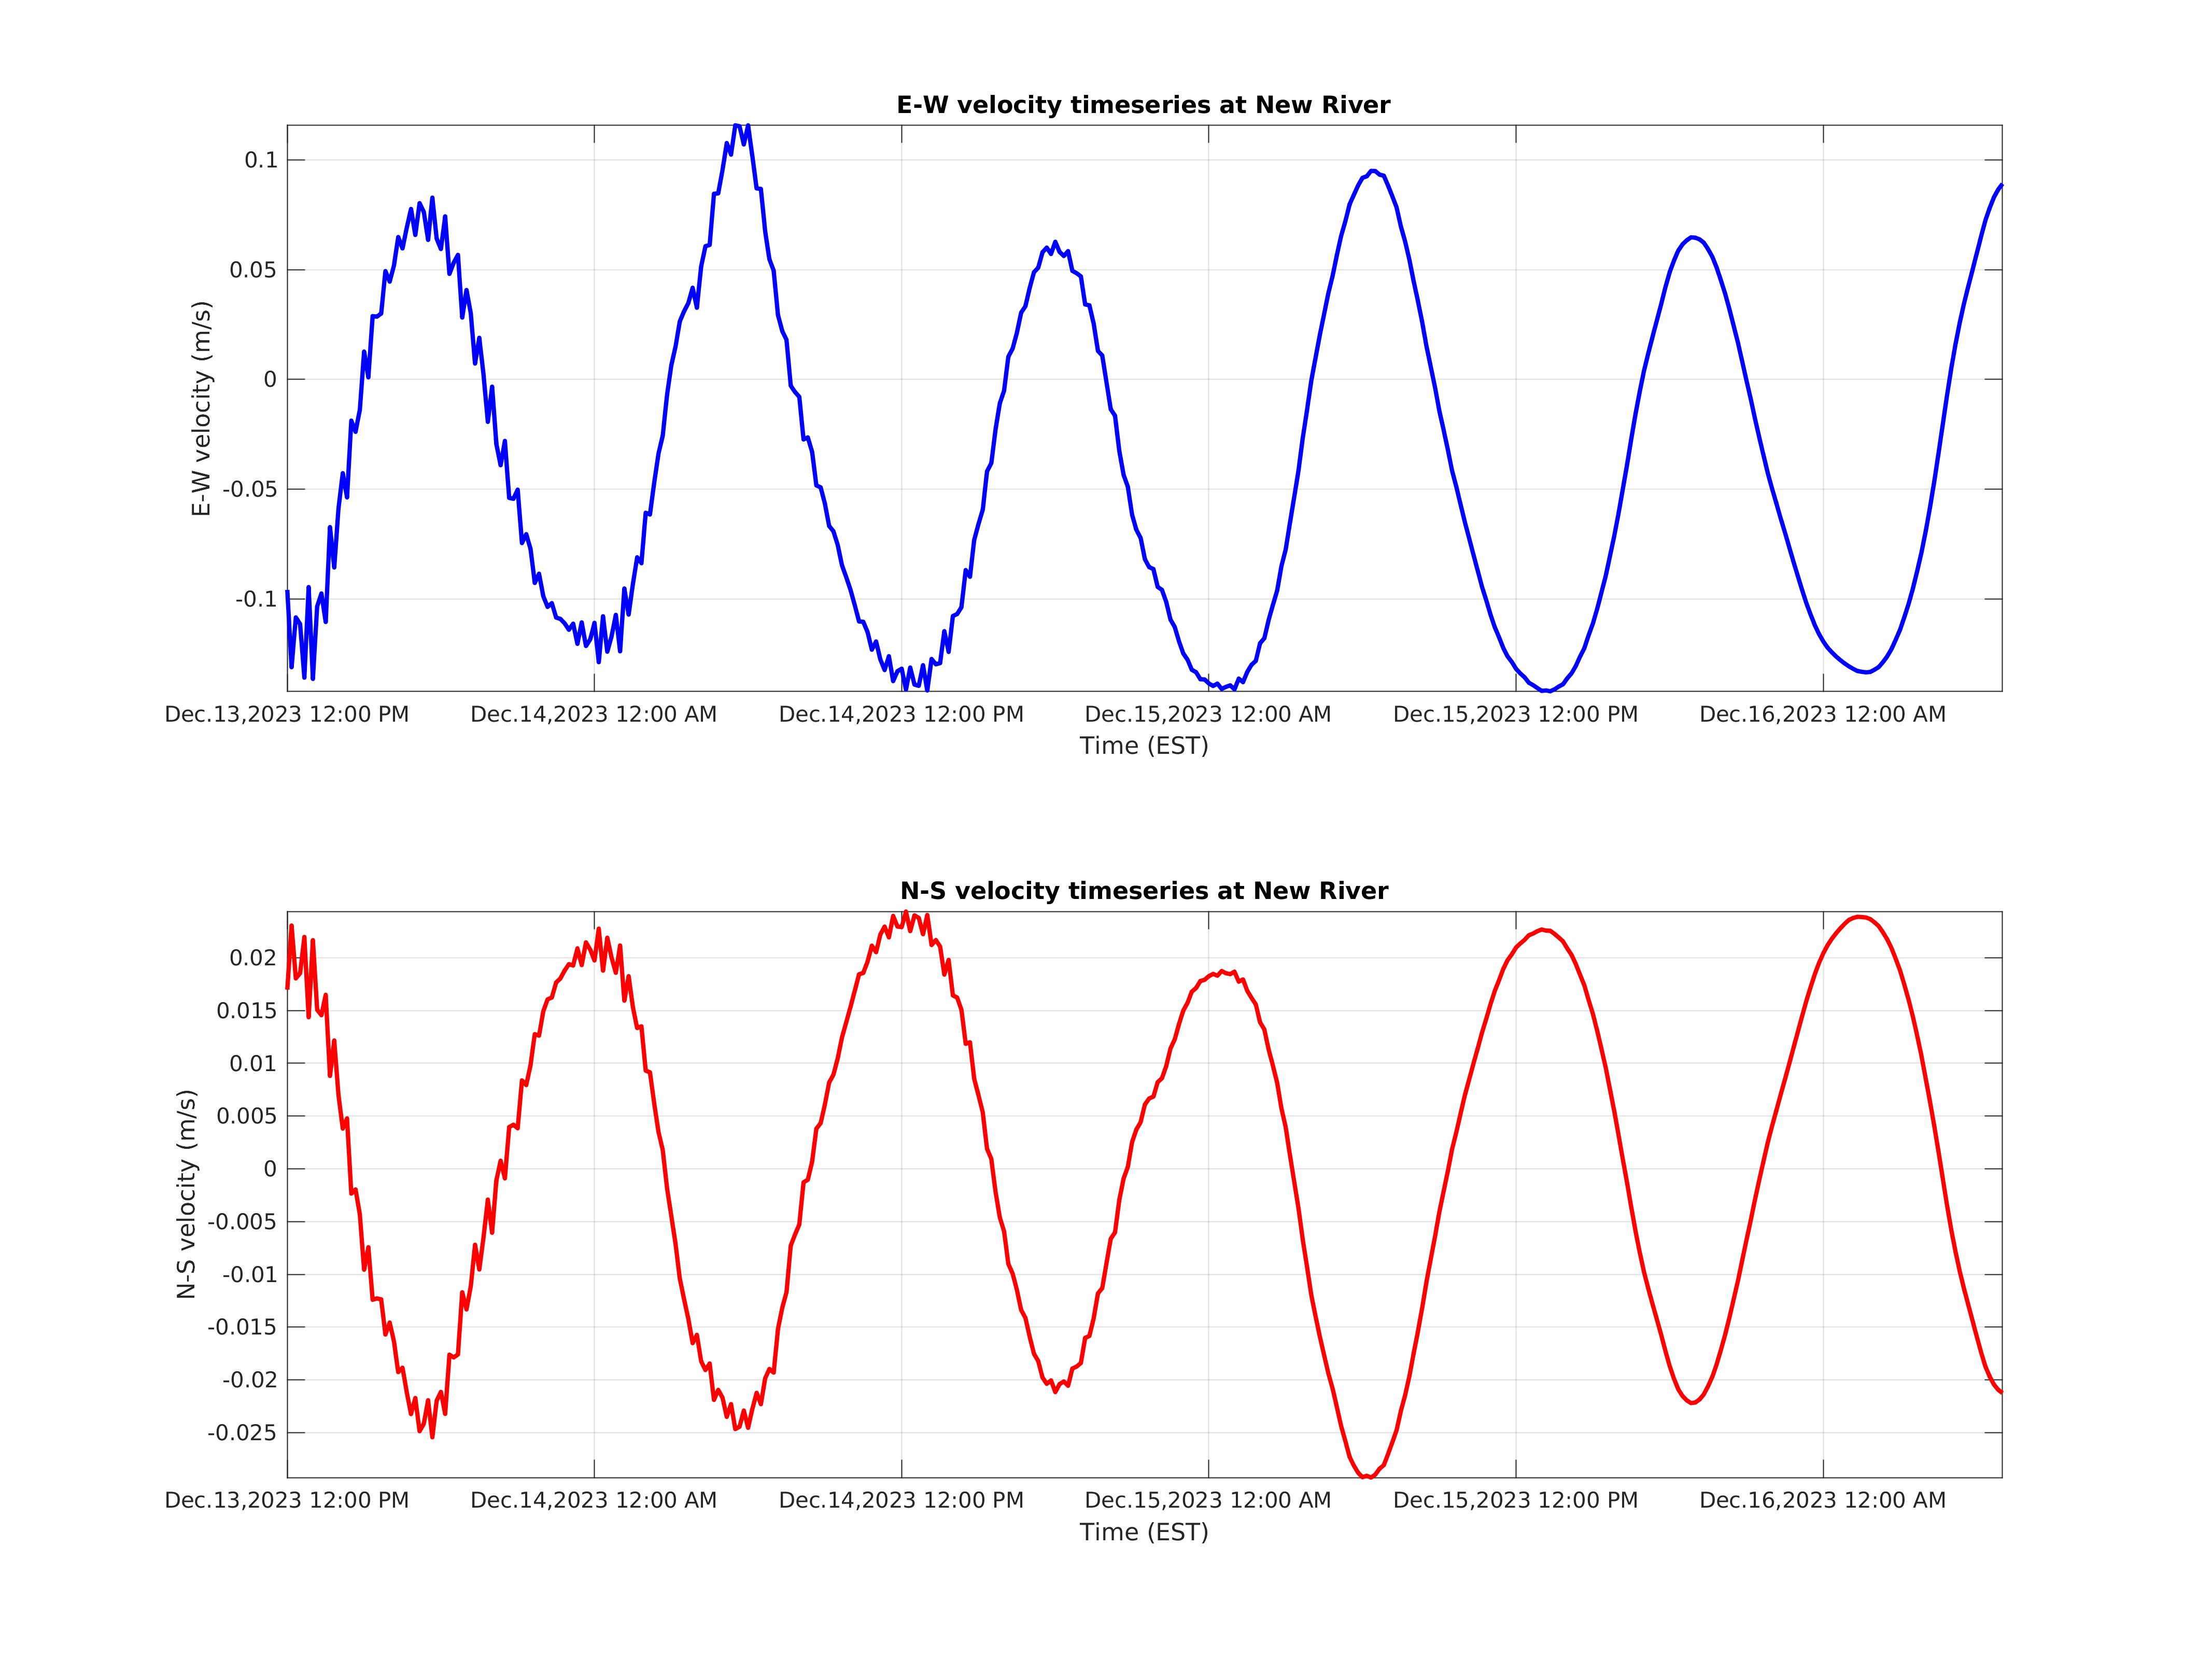 E-W velocity timeseries at New River
E-W velocity (m/s)
0.1
0.05
0
-0.05
-0.1
Dec.13,2023 12:00 PM Dec.14,2023 12:00 AM Dec.14,2023 12:00 PM Dec.15,2023 12:00 AM Dec.15,2023 12:00 PM Dec.16,2023 12:00 AM
Time (EST)
N-S velocity timeseries at New River
N-S velocity (m/s)
0.02
0.015
0.01
0.005
0
-0.005
-0.01
-0.015
-0.02
-0.025
Dec.13,2023 12:00 PM Dec.14,2023 12:00 AM Dec.14,2023 12:00 PM Dec.15,2023 12:00 AM Dec.15,2023 12:00 PM Dec.16,2023 12:00 AM
Time (EST)